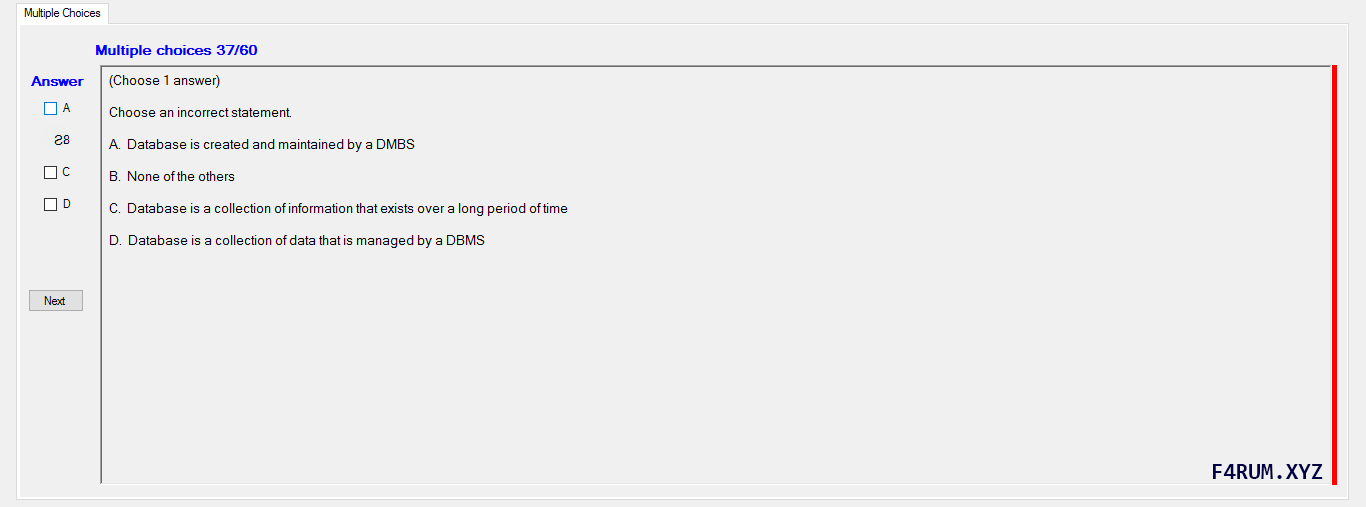 Multiple Choices
Multiple choices 37/60
Answer
(Choose 1 answer)
A
Choose an incorrect statement.
A. Database is created and maintained by a DMBS
B. None of the others
C
C. Database is a collection of information that exists over a long period of time
D
D. Database is a collection of data that is managed by a DBMS
Next
F4RUM.XYZ